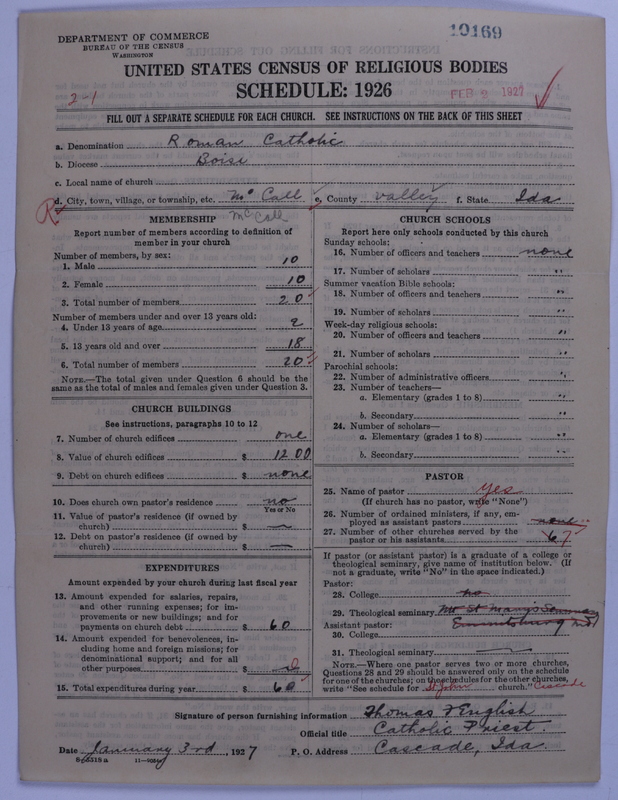 19169
DEPARTMENT OF COMMERCE
BUREAU OF THE CENSUS
WASHINGTON
UNITED STATES CENSUS OF RELIGIOUS BODIES
SCHEDULE: 1926
2-1
FEB 2 1927
FILL OUT A SEPARATE SCHEDULE FOR EACH CHURCH. SEE INSTRUCTIONS ON THE BACK OF THIS SHEET
a. Denomination Roman Catholic
b. Diocese Boise
c. Local name of church
d. City, town, village, or township, etc. Mc Call e. County Valley f. State Ida
McCall
MEMBERSHIP
Report number of members according to definition of
member in your church
Number of members, by sex:
1. Male 10
2. Female 10
3. Total number of members 20
Number of members under and over 13 years old:
4. Under 13 years of age 2
5. 13 years old and over 18
6. Total number of members 20
NOTE.—The total given under Question 6 should be the
same as the total of males and females given under Question 3.
CHURCH BUILDINGS
See instructions, paragraphs 10 to 12
7. Number of church edifices one
8. Value of church edifices $ 1200
9. Debt on church edifices $ none
10. Does church own pastor's residence no
Yes or No
11. Value of pastor's residence (if owned by
church) $ —
12. Debt on pastor's residence (if owned by
church) $ —
EXPENDITURES
Amount expended by your church during last fiscal year
13. Amount expended for salaries, repairs,
and other running expenses; for im-
provements or new buildings; and for
payments on church debt $ 60
14. Amount expended for benevolences, in-
cluding home and foreign missions; for
denominational support; and for all
other purposes $
15. Total expenditures during year $ 60
CHURCH SCHOOLS
Report here only schools conducted by this church
Sunday schools:
16. Number of officers and teachers none
17. Number of scholars "
Summer vacation Bible schools:
18. Number of officers and teachers "
19. Number of scholars "
Week-day religious schools:
20. Number of officers and teachers "
21. Number of scholars "
Parochial schools:
22. Number of administrative officers "
23. Number of teachers—
a. Elementary (grades 1 to 8) "
b. Secondary "
24. Number of scholars—
a. Elementary (grades 1 to 8) "
b. Secondary "
PASTOR
25. Name of pastor Yes
(If church has no pastor, write "None")
26. Number of ordained ministers, if any, em-
ployed as assistant pastors none
27. Number of other churches served by the
pastor or his assistants 6
If pastor (or assistant pastor) is a graduate of a college or
theological seminary, give name of institution below. (If
not a graduate, write "No" in the space indicated.)
Pastor:
28. College no
29. Theological seminary Mt St Mary's Seminary
Assistant pastor: Emmitsburg Md.
30. College
31. Theological seminary —
NOTE.—Where one pastor serves two or more churches,
Questions 28 and 29 should be answered only on the schedule
for one of the churches; on the schedules for the other churches,
write "See schedule for St John church." Cascade
Signature of person furnishing information Thomas F English
Official title Catholic Priest.
Date January 3rd, 1927 P. O. Address Cascade, Ida.